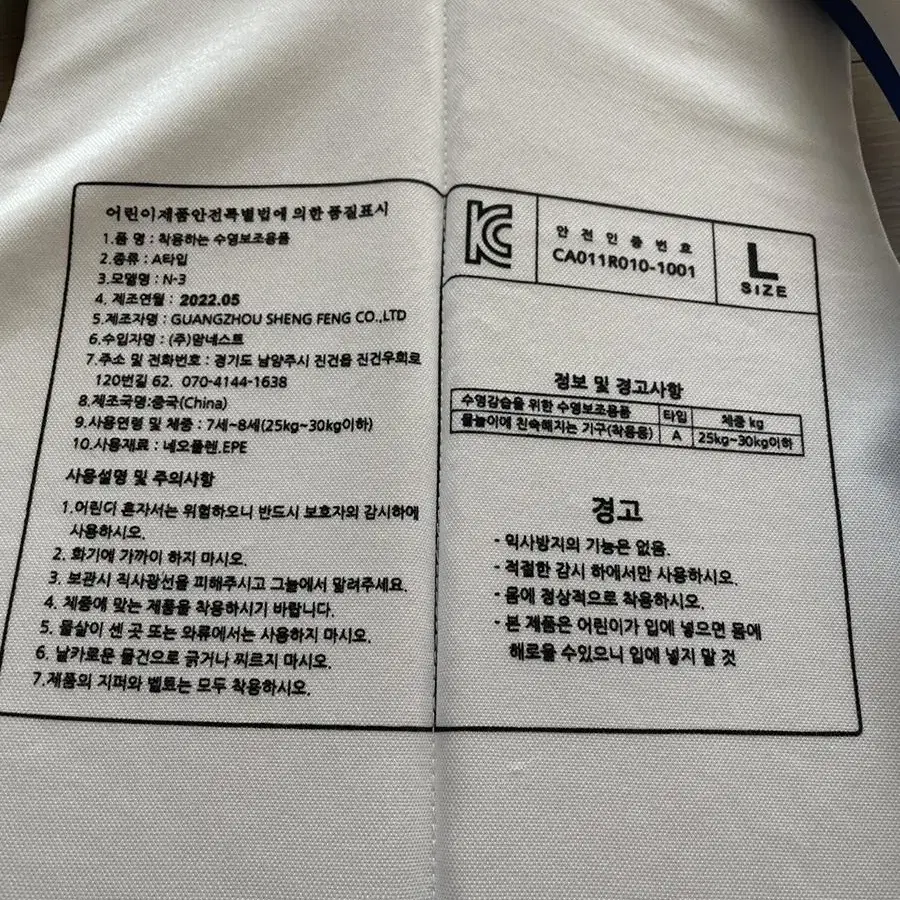 어린이제품안전특별법에 의한 품질표시
1.품 명 : 착용하는 수영보조용품
2.종류 : A타입
3.모델명 : N-3
4. 제조연월 : 2022.05
5.제조자명 : GUANGZHOU SHENG FENG CO.,LTD
6.수입자명 : (주)맘네스트
7.주소 및 전화번호 : 경기도 남양주시 진건읍 진건우회로
120번길 62. 070-4144-1638
8.제조국명:중국(China)
9.사용연령 및 체중 : 7세~8세(25kg~30kg이하)
10.사용재료 : 네오플렌.EPE
사용설명 및 주의사항
1.어린디 혼자서는 위험하오니 반드시 보호자의 감시하에
사용하시오.
2. 화기에 가까이 하지 마시오.
3. 보관시 직사광선을 피해주시고 그늘에서 말려주세요.
4. 체중에 맞는 제품을 착용하시기 바랍니다.
5. 물살이 센 곳 또는 와류에서는 사용하지 마시오.
6. 날카로운 물건으로 긁거나 찌르지 마시오.
7.제품의 지퍼와 벨트는 모두 착용하시오.
KC
안 전 인 증 번 호
CA011R010-1001
L
SIZE
정보 및 경고사항
수영강습을 위한 수영보조용품 타입 체중 kg
물놀이에 친숙해지는 기구(착용용) A 25kg~30kg이하
경고
- 익사방지의 기능은 없음.
- 적절한 감시 하에서만 사용하시오.
- 몸에 정상적으로 착용하시오.
- 본 제품은 어린이가 입에 넣으면 몸에
해로울 수있으니 입에 넣지 말 것